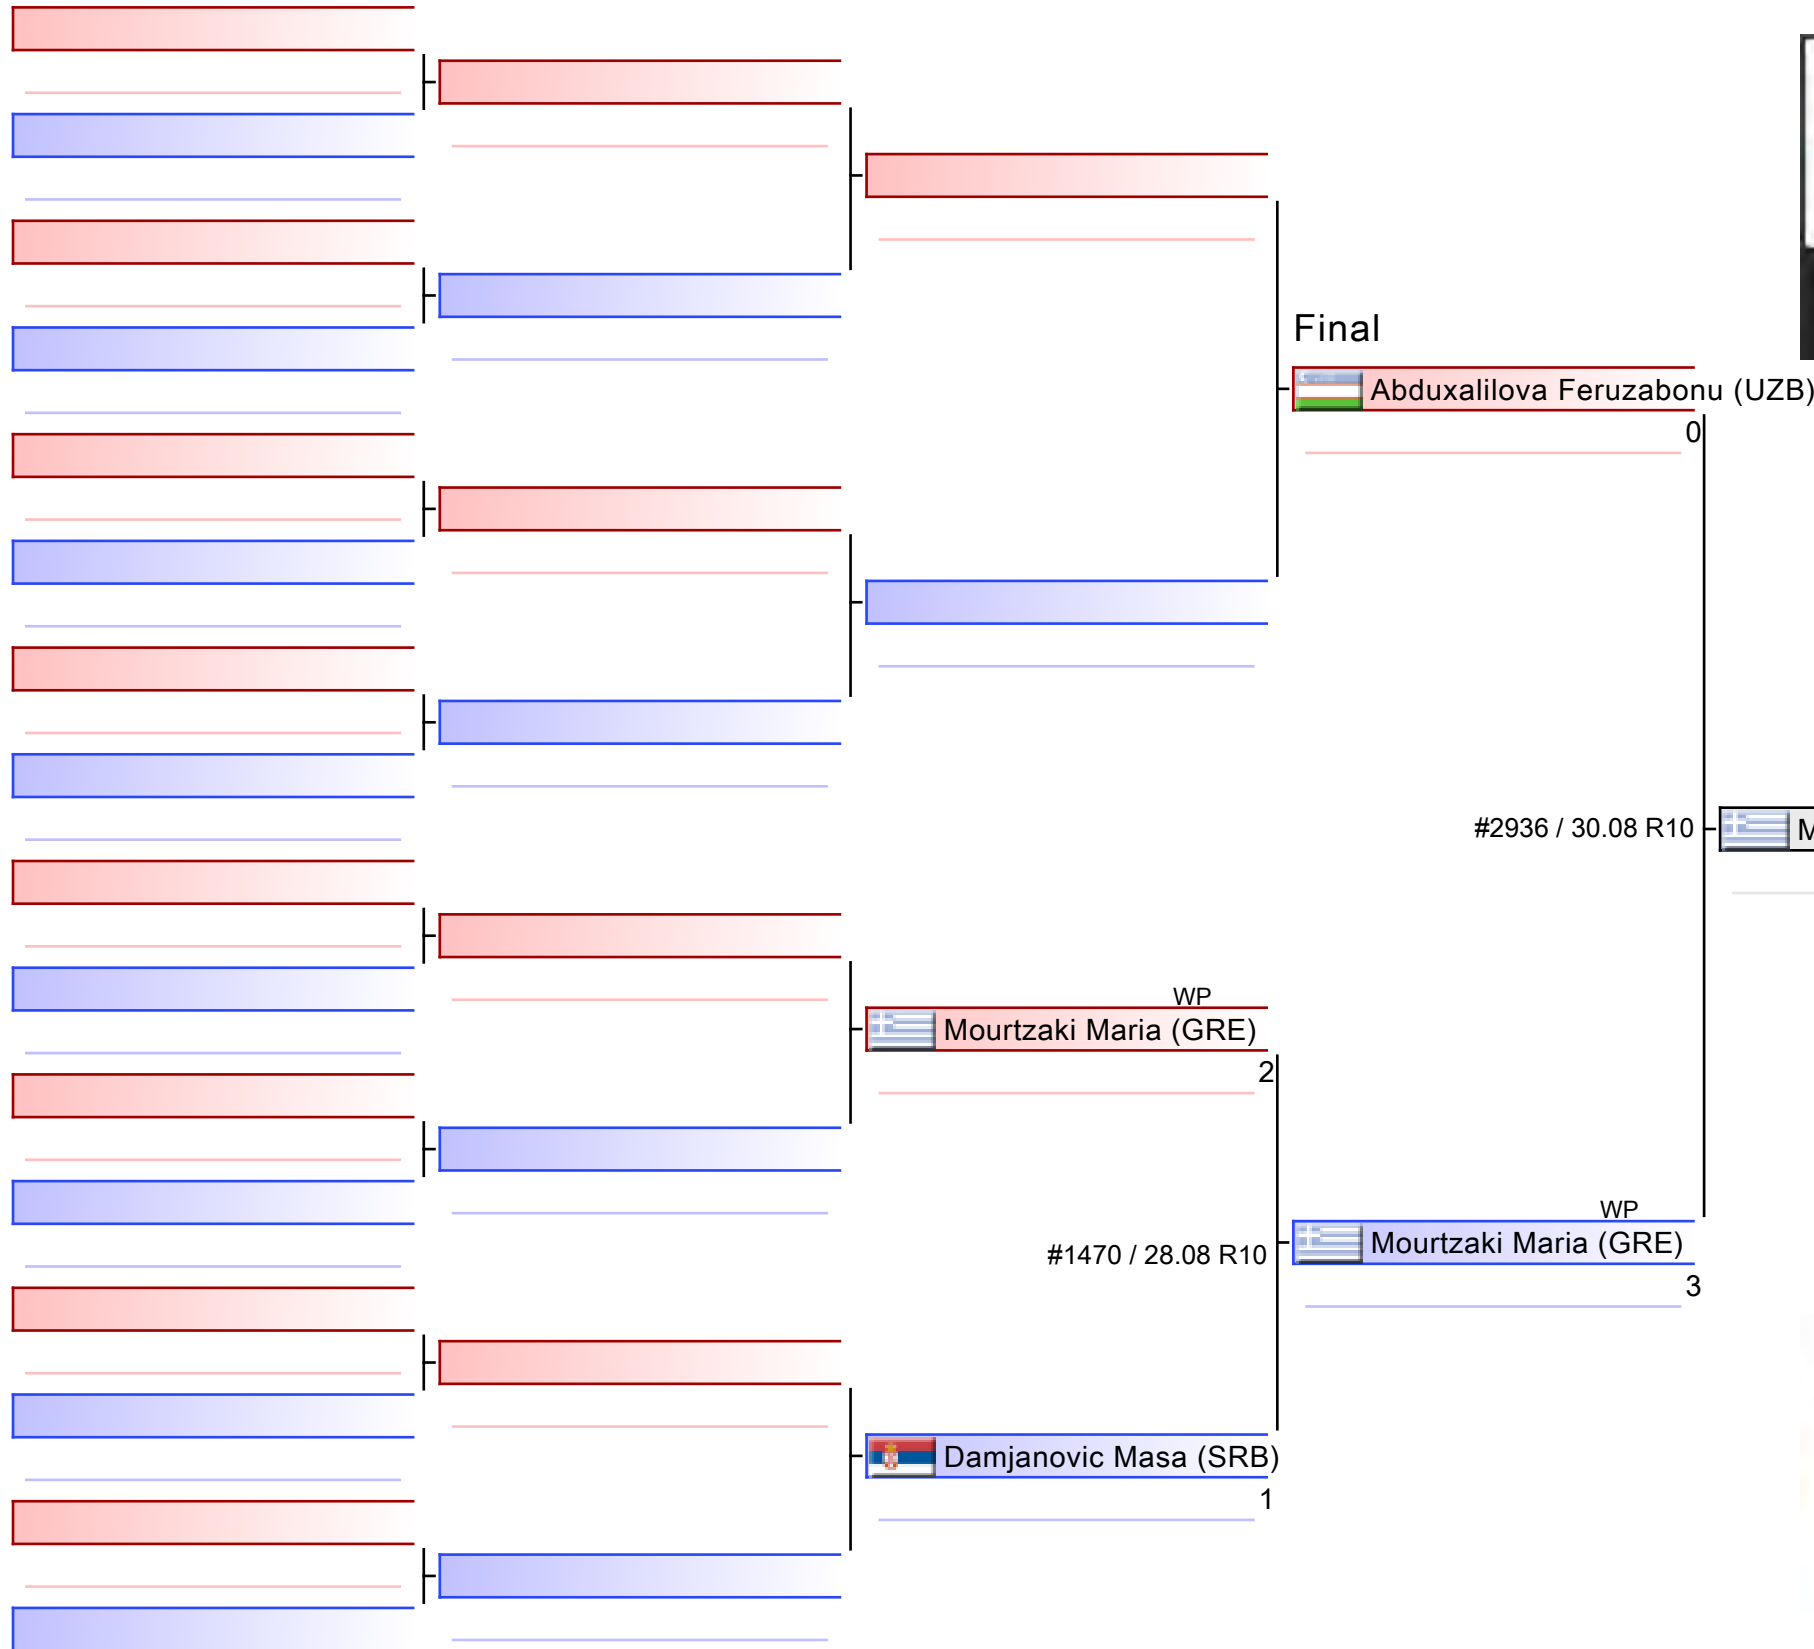 Final
Abduxalilova Feruzabonu (UZB)
0
#2936 / 30.08 R10
M
WP
Mourtzaki Maria (GRE)
2
WP
#1470 / 28.08 R10
Mourtzaki Maria (GRE)
3
Damjanovic Masa (SRB)
1